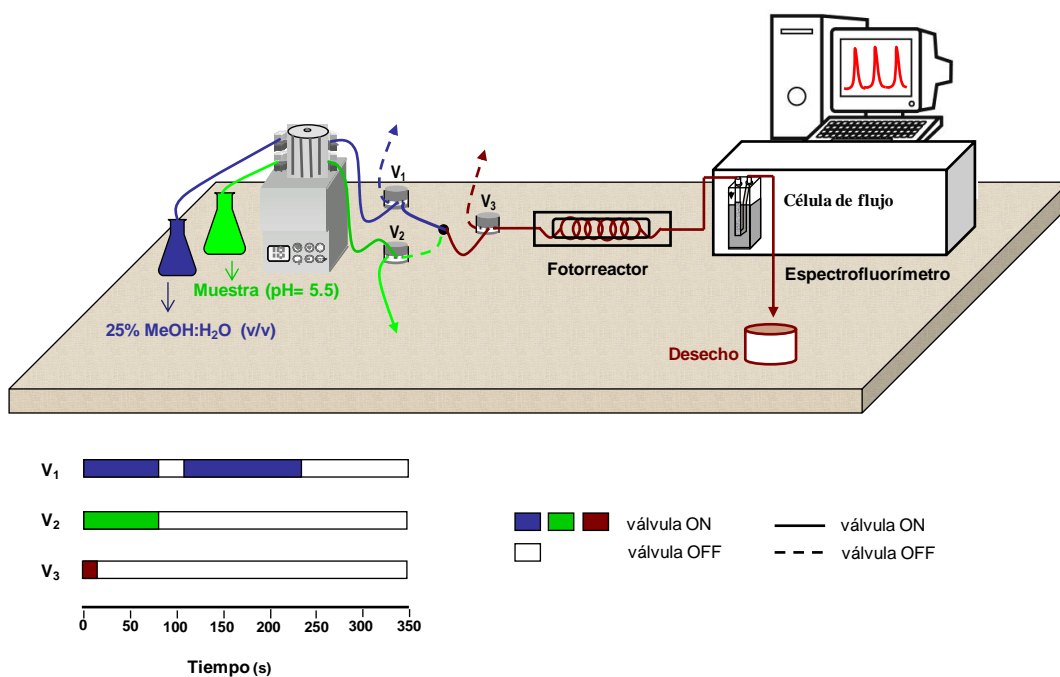 V1
V2
V3
Célula de flujo
Fotorreactor
Espectrofluorímetro
Muestra (pH= 5.5)
25% MeOH:H2O (v/v)
Desecho
V1
V2
V3
válvula ON
válvula ON
válvula OFF
válvula OFF
0 50 100 150 200 250 300 350
Tiempo (s)